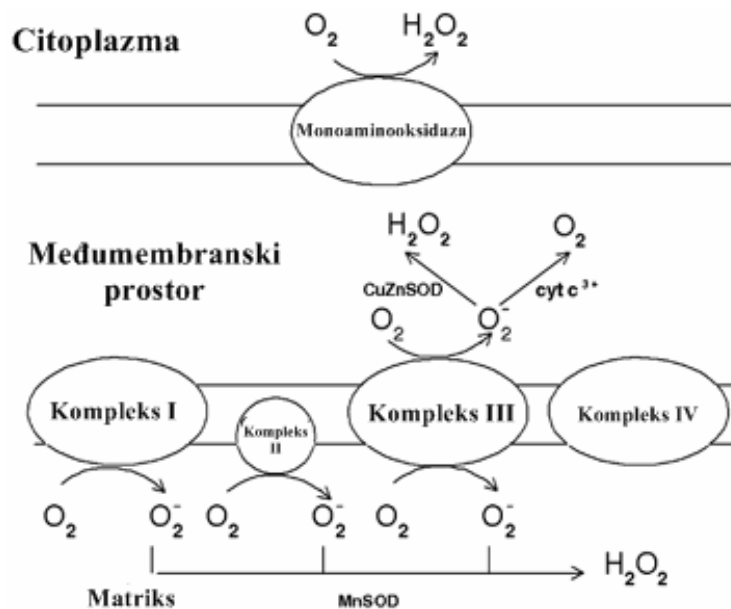 Citoplazma
O₂ H₂O₂
Monoaminooksidaza
Međumembranski
prostor
H₂O₂ O₂
CuZnSOD cyt c ³⁺
O₂ O₂⁻
Kompleks I
Kompleks
II
Kompleks III
Kompleks IV
O₂ O₂⁻ O₂ O₂⁻ O₂ O₂⁻
H₂O₂
Matriks MnSOD